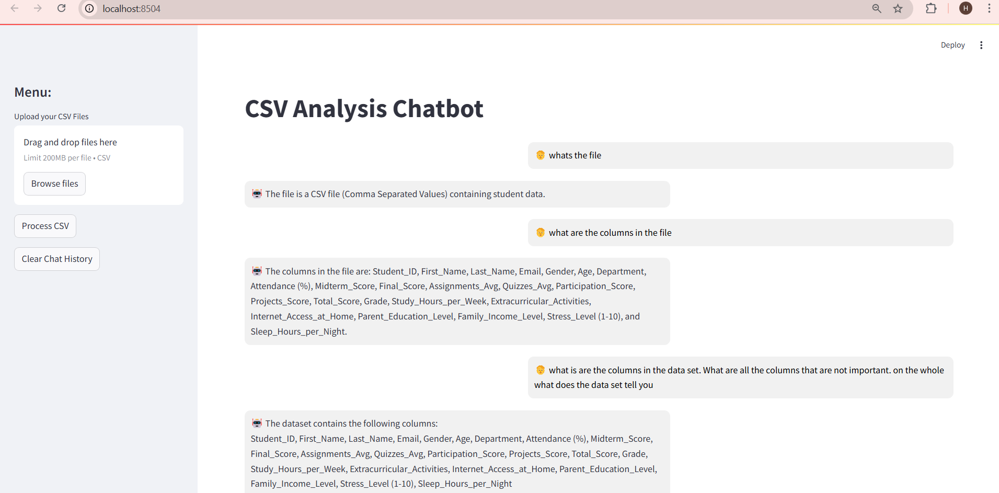 localhost:8504
H
Deploy
Menu:
Upload your CSV Files
Drag and drop files here
Limit 200MB per file • CSV
Browse files
Process CSV
Clear Chat History
CSV Analysis Chatbot
whats the file
The file is a CSV file (Comma Separated Values) containing student data.
what are the columns in the file
The columns in the file are: Student_ID, First_Name, Last_Name, Email, Gender, Age, Department,
Attendance (%), Midterm_Score, Final_Score, Assignments_Avg, Quizzes_Avg, Participation_Score,
Projects_Score, Total_Score, Grade, Study_Hours_per_Week, Extracurricular_Activities,
Internet_Access_at_Home, Parent_Education_Level, Family_Income_Level, Stress_Level (1-10), and
Sleep_Hours_per_Night.
what is are the columns in the data set. What are all the columns that are not important. on the whole
what does the data set tell you
The dataset contains the following columns:
Student_ID, First_Name, Last_Name, Email, Gender, Age, Department, Attendance (%), Midterm_Score,
Final_Score, Assignments_Avg, Quizzes_Avg, Participation_Score, Projects_Score, Total_Score, Grade,
Study_Hours_per_Week, Extracurricular_Activities, Internet_Access_at_Home, Parent_Education_Level,
Family_Income_Level, Stress_Level (1-10), Sleep_Hours_per_Night